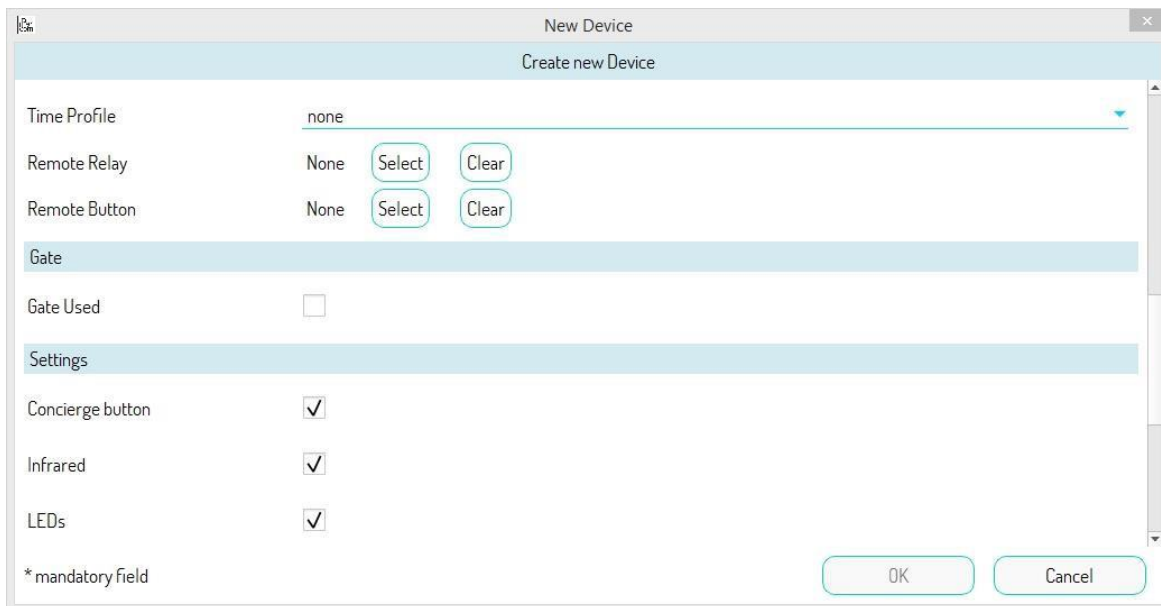 New Device
Create new Device
Time Profile none
Remote Relay None Select Clear
Remote Button None Select Clear
Gate
Gate Used
Settings
Concierge button
Infrared
LEDs
* mandatory field OK Cancel